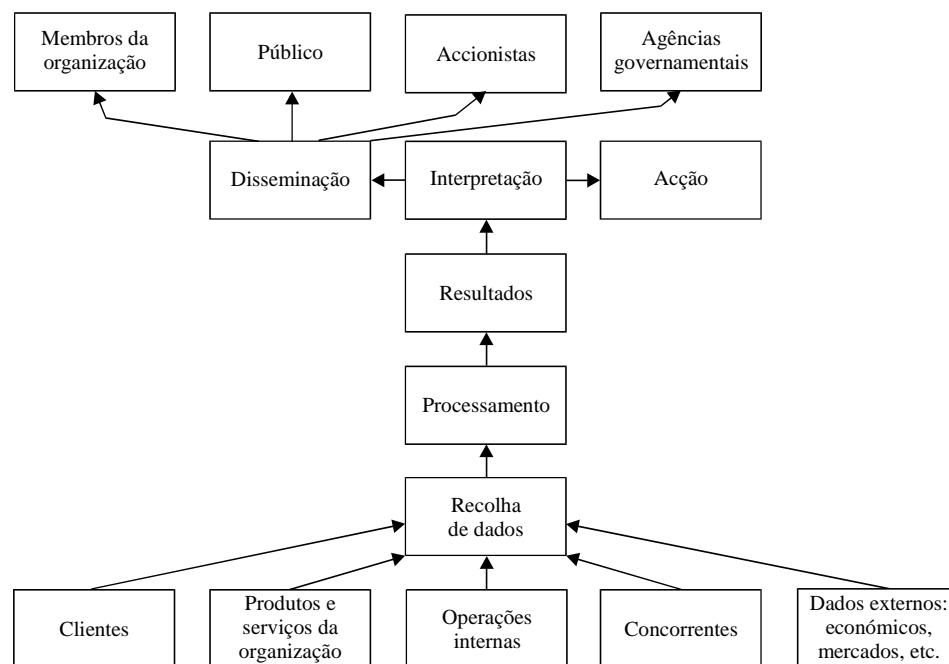 Membros da
organização
Público
Accionistas
Agências
governamentais
Disseminação
Interpretação
Acção
Resultados
Processamento
Recolha
de dados
Clientes
Produtos e
serviços da
organização
Operações
internas
Concorrentes
Dados externos:
económicos,
mercados, etc.